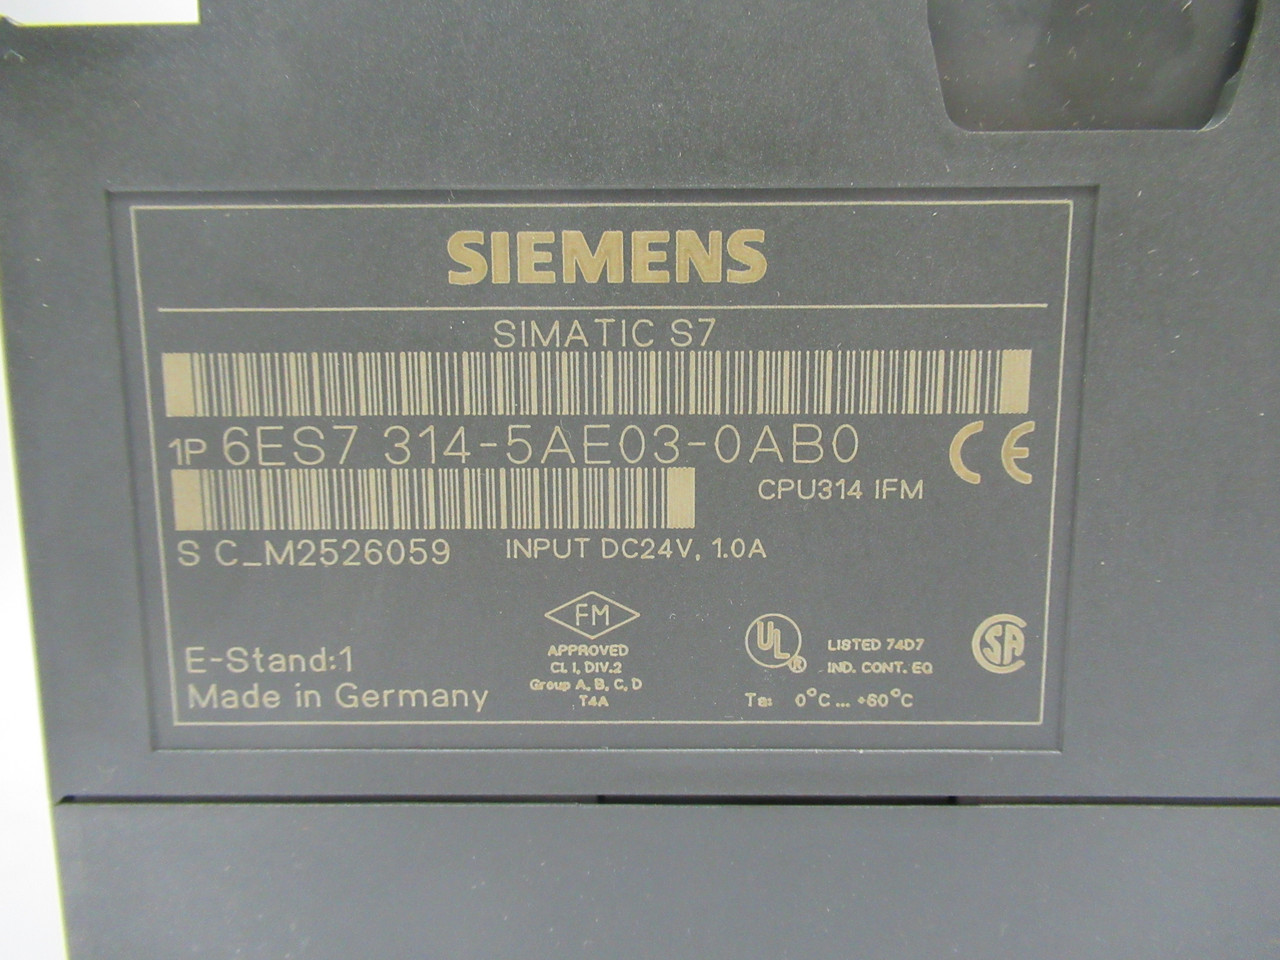 SIEMENS
SIMATIC S7
1P 6ES7 314-5AE03-0AB0
CE
CPU314 IFM
S C_M2526059
INPUT DC24V, 1.0A
FM
APPROVED
CL I, DIV.2
Group A, B, C, D
T4A
UL®
LISTED 74D7
IND. CONT. EQ
SA
E-Stand:1
Made in Germany
Ta: 0°C... +60°C